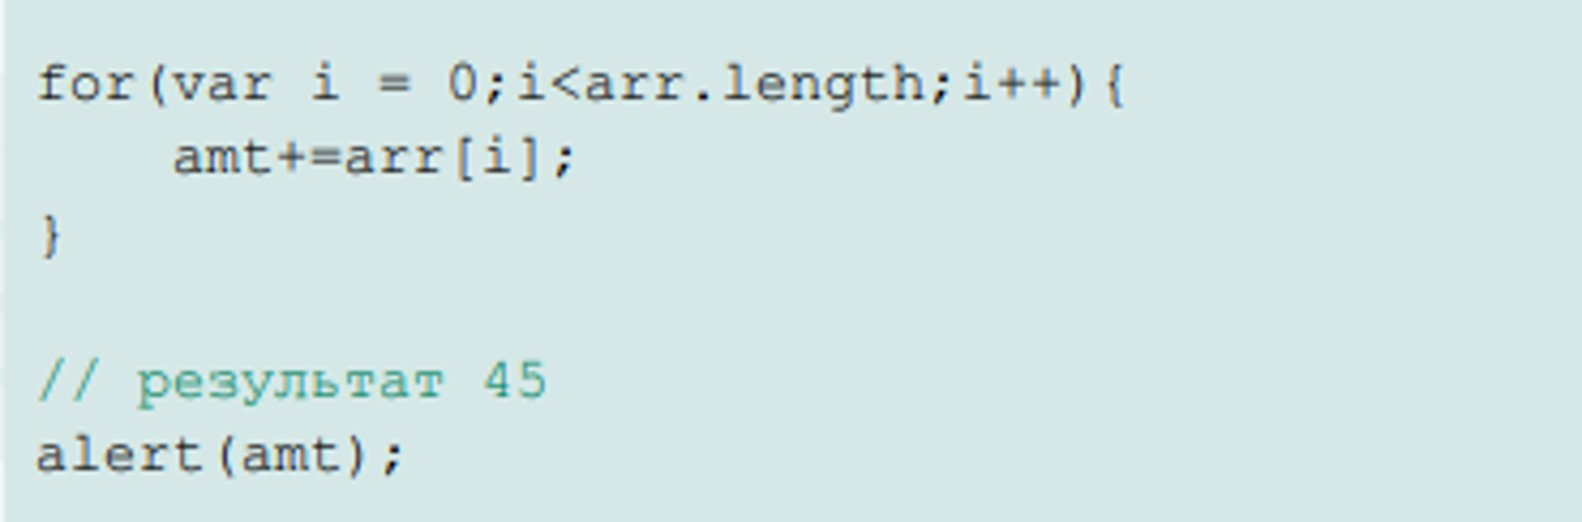 for(var i = 0;i<arr.length;i++){
    amt+=arr[i];
}
// результат 45
alert(amt);